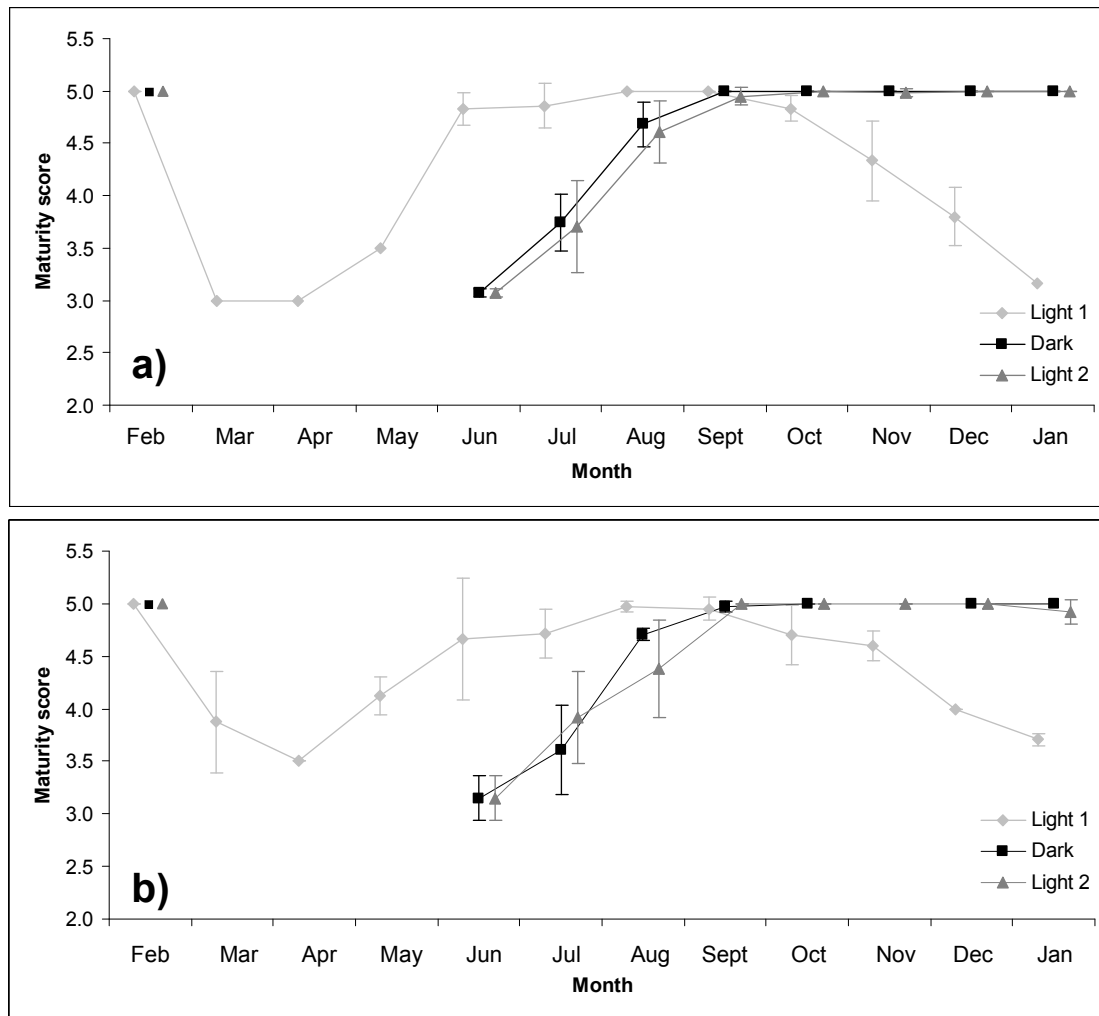 5.5
5.0
4.5
4.0
3.5
3.0
2.5
2.0
Maturity score
a)
Light 1
Dark
Light 2
Feb Mar Apr May Jun Jul Aug Sept Oct Nov Dec Jan
Month
5.5
5.0
4.5
4.0
3.5
3.0
2.5
2.0
Maturity score
b)
Light 1
Dark
Light 2
Feb Mar Apr May Jun Jul Aug Sept Oct Nov Dec Jan
Month